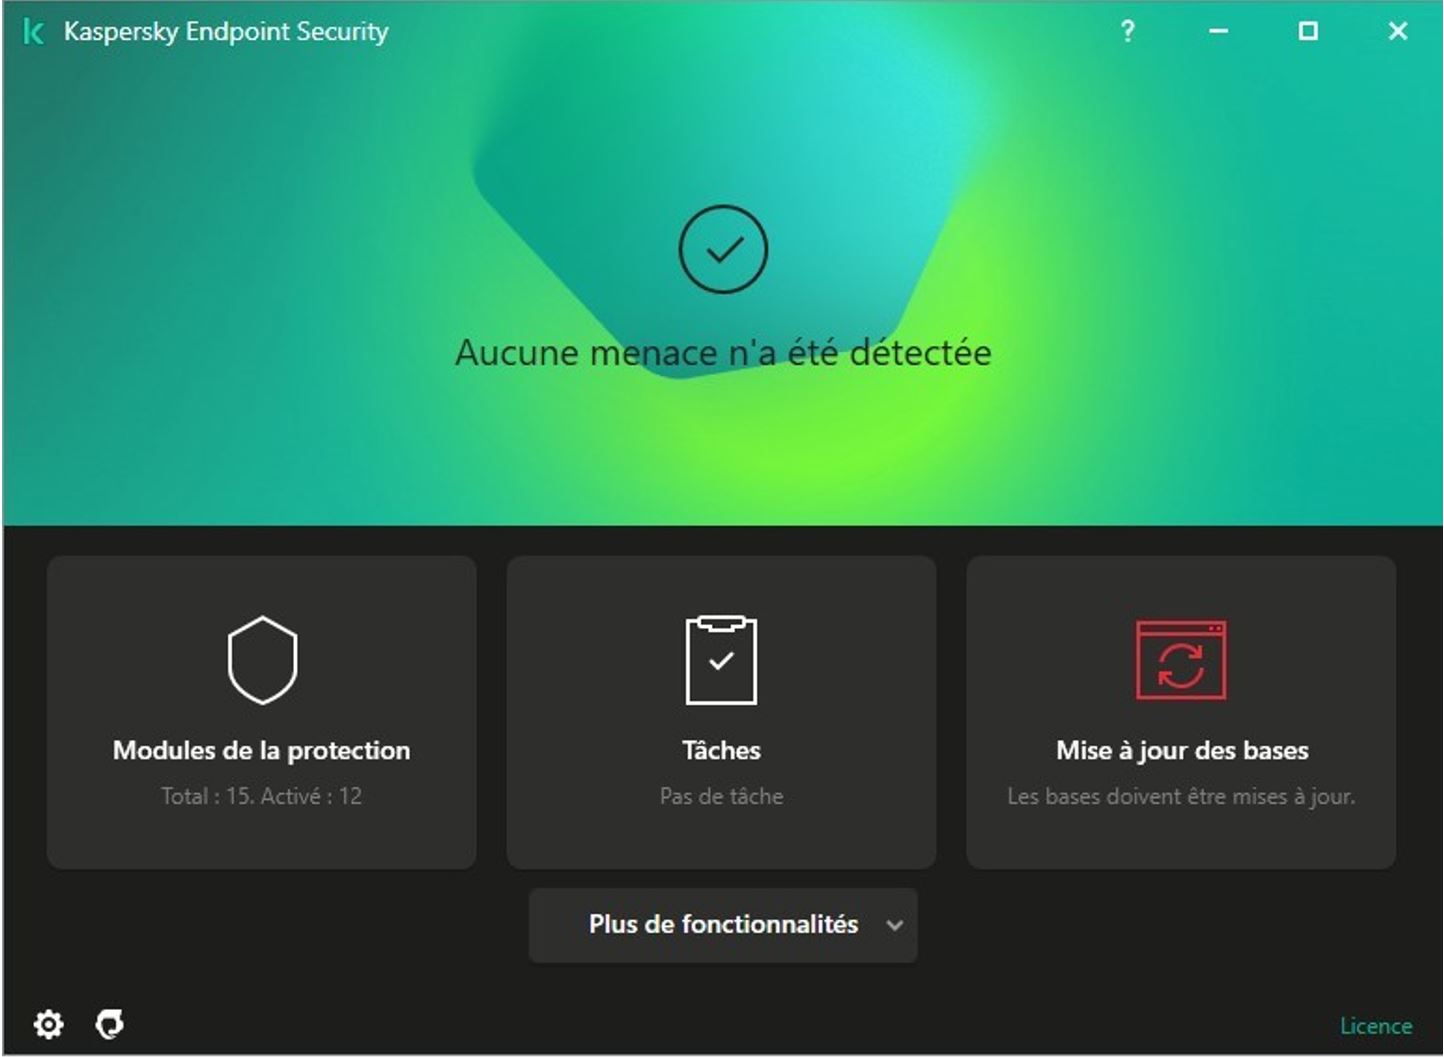 Kaspersky Endpoint Security
?
Aucune menace n'a été détectée
Modules de la protection
Total : 15. Activé : 12
Tâches
Pas de tâche
Mise à jour des bases
Les bases doivent être mises à jour.
Plus de fonctionnalités
Licence